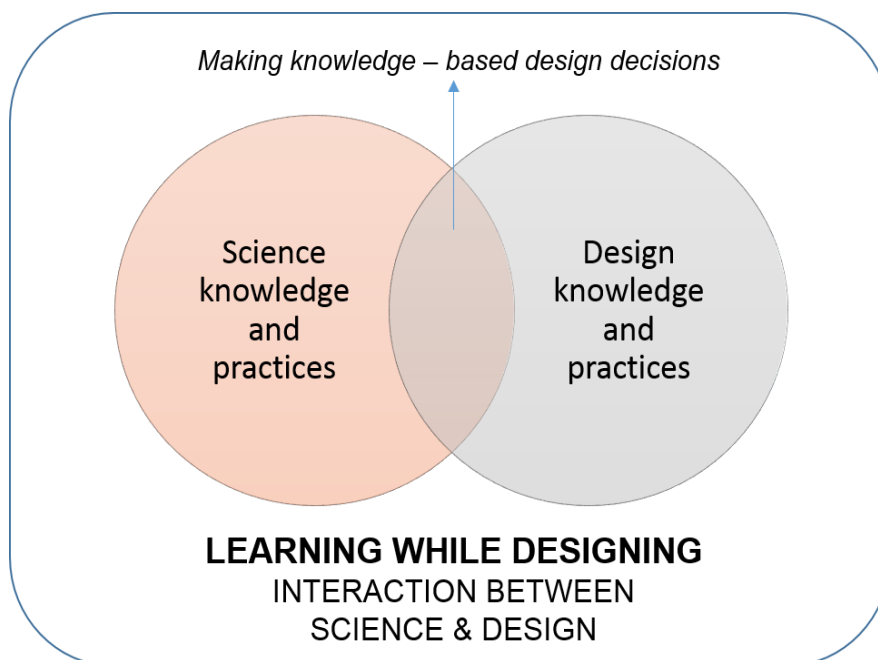 Making knowledge – based design decisions
Science
knowledge
and
practices
Design
knowledge
and
practices
LEARNING WHILE DESIGNING
INTERACTION BETWEEN
SCIENCE & DESIGN